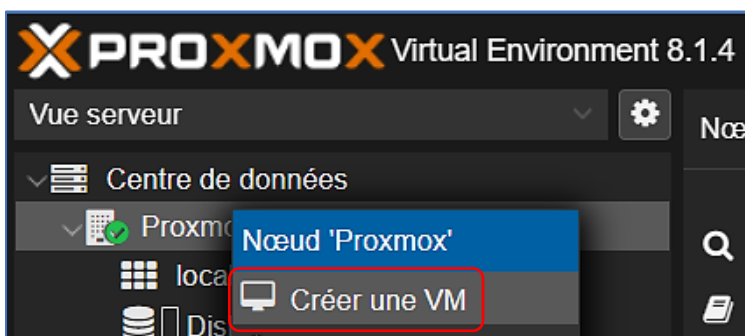 PROXMOX Virtual Environment 8.1.4
Vue serveur
Centre de données
Nœud 'Proxmox'
Créer une VM